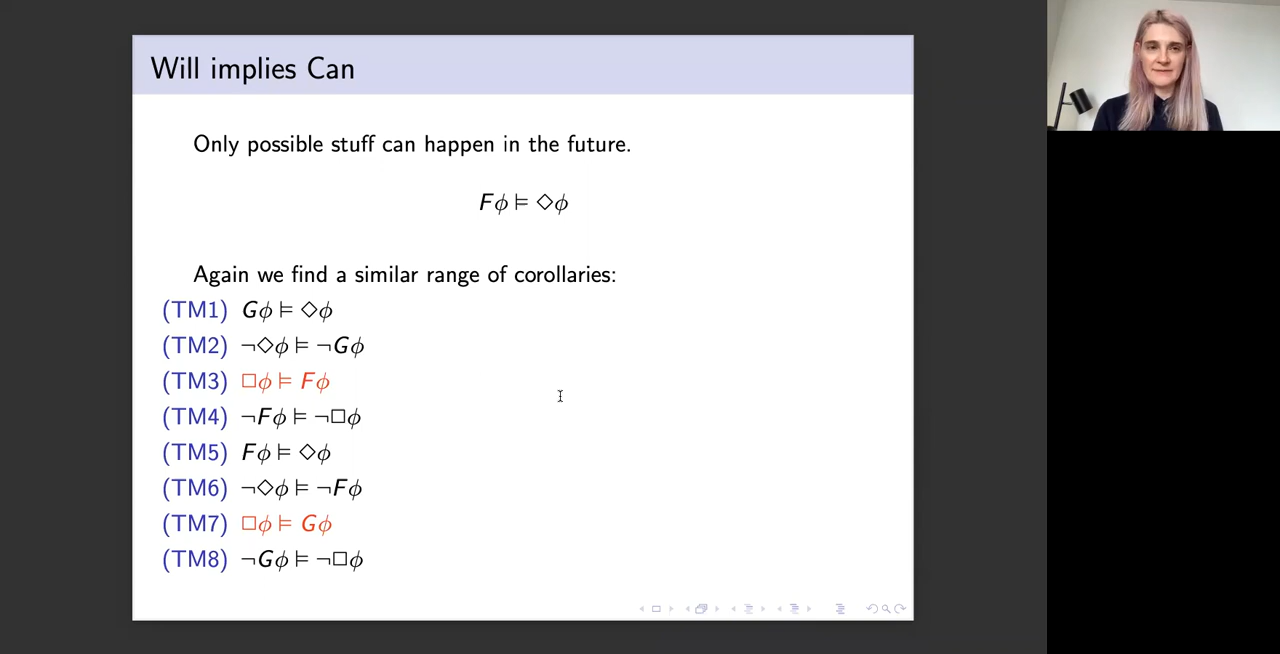 Will implies Can
Only possible stuff can happen in the future.
Fϕ ⊨ ◇ϕ
Again we find a similar range of corollaries:
(TM1) Gϕ ⊨ ◇ϕ
(TM2) ¬◇ϕ ⊨ ¬Gϕ
(TM3) □ϕ ⊨ Fϕ
(TM4) ¬Fϕ ⊨ ¬□ϕ
(TM5) Fϕ ⊨ ◇ϕ
(TM6) ¬◇ϕ ⊨ ¬Fϕ
(TM7) □ϕ ⊨ Gϕ
(TM8) ¬Gϕ ⊨ ¬□ϕ